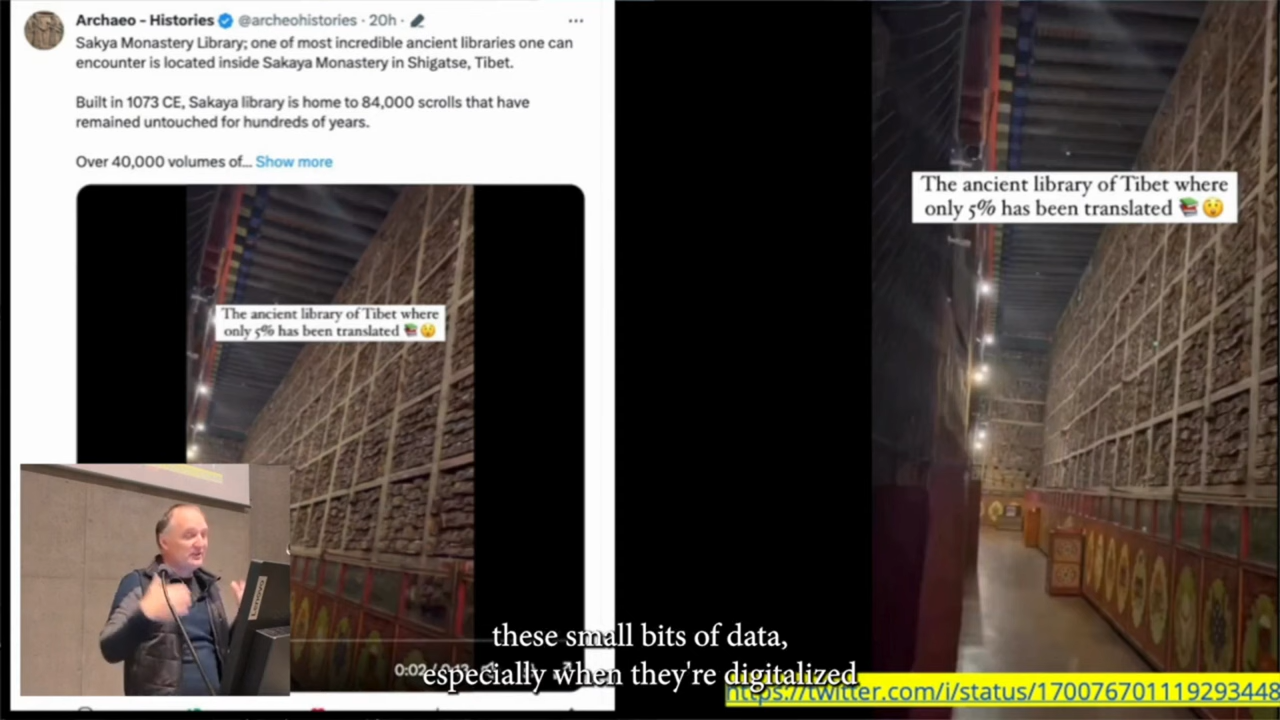 Archaeo - Histories @archeohistories · 20h ·
Sakya Monastery Library; one of most incredible ancient libraries one can
encounter is located inside Sakaya Monastery in Shigatse, Tibet.
Built in 1073 CE, Sakaya library is home to 84,000 scrolls that have
remained untouched for hundreds of years.
Over 40,000 volumes of... Show more
The ancient library of Tibet where
only 5% has been translated 📚😲
The ancient library of Tibet where
only 5% has been translated 📚😲
these small bits of data,
especially when they're digitalized
https://twitter.com/i/status/1700767011119293448